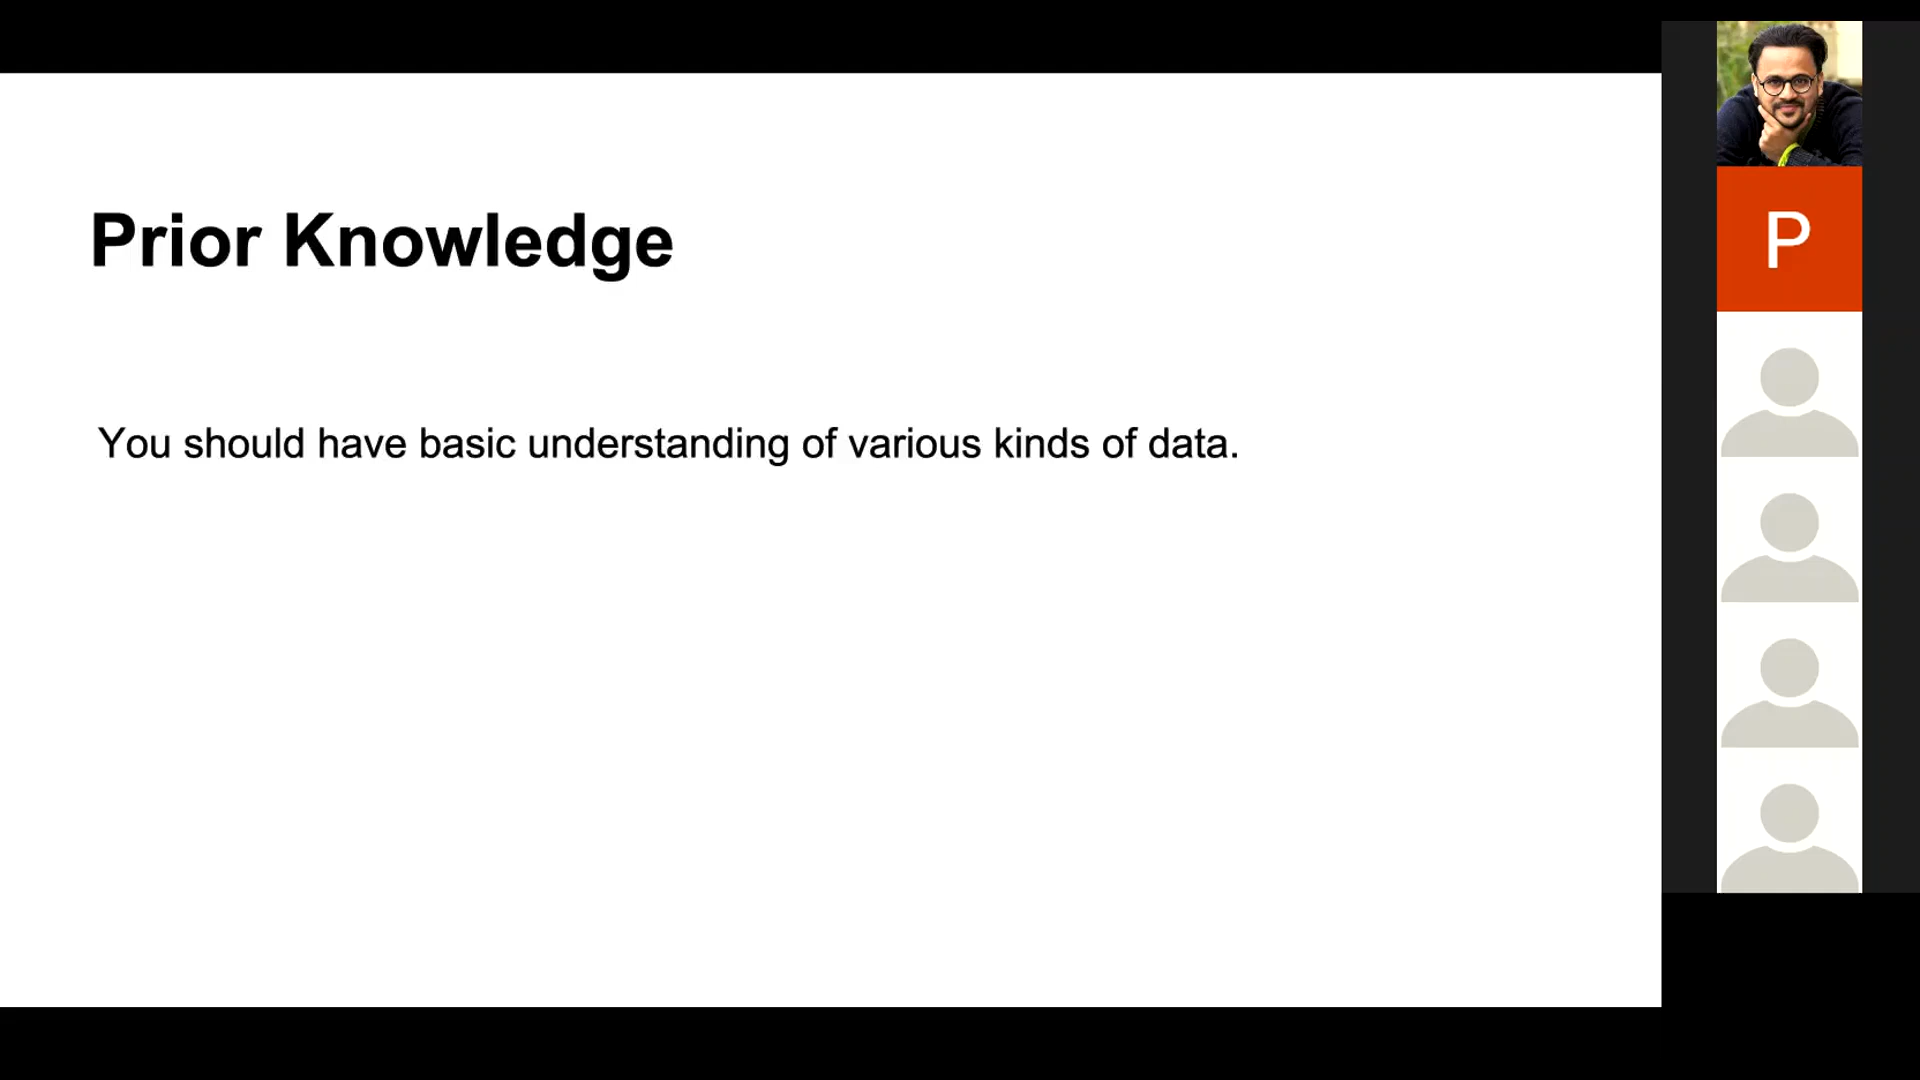 Prior Knowledge
You should have basic understanding of various kinds of data.
P